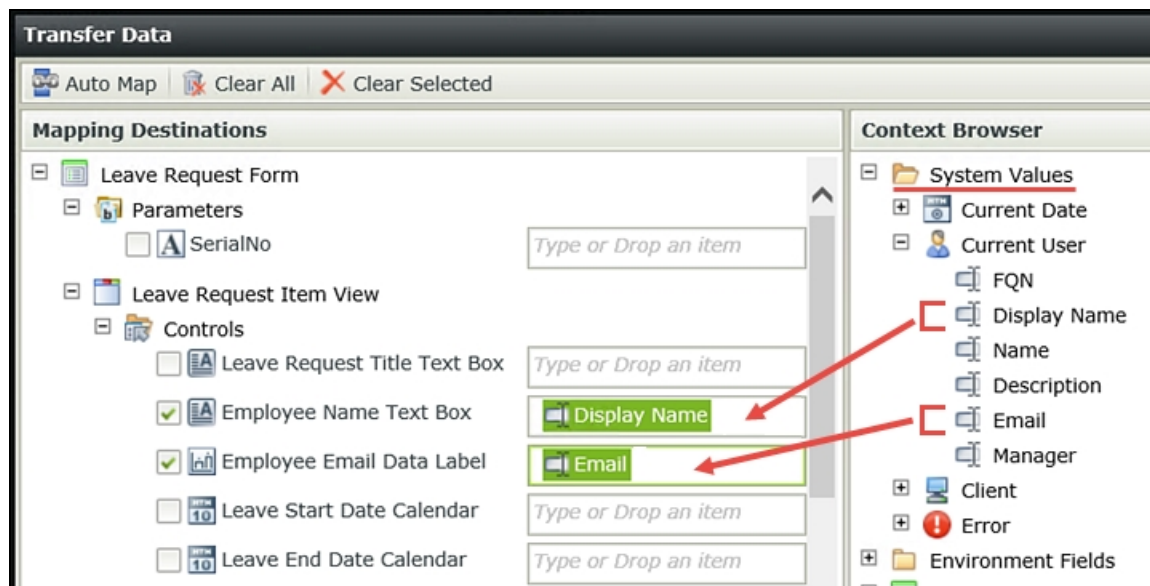 Transfer Data
Auto Map Clear All Clear Selected
Mapping Destinations
Leave Request Form
Parameters
SerialNo Type or Drop an item
Leave Request Item View
Controls
Leave Request Title Text Box Type or Drop an item
Employee Name Text Box Display Name
Employee Email Data Label Email
Leave Start Date Calendar Type or Drop an item
Leave End Date Calendar Type or Drop an item
Context Browser
System Values
Current Date
Current User
FQN
Display Name
Name
Description
Email
Manager
Client
Error
Environment Fields